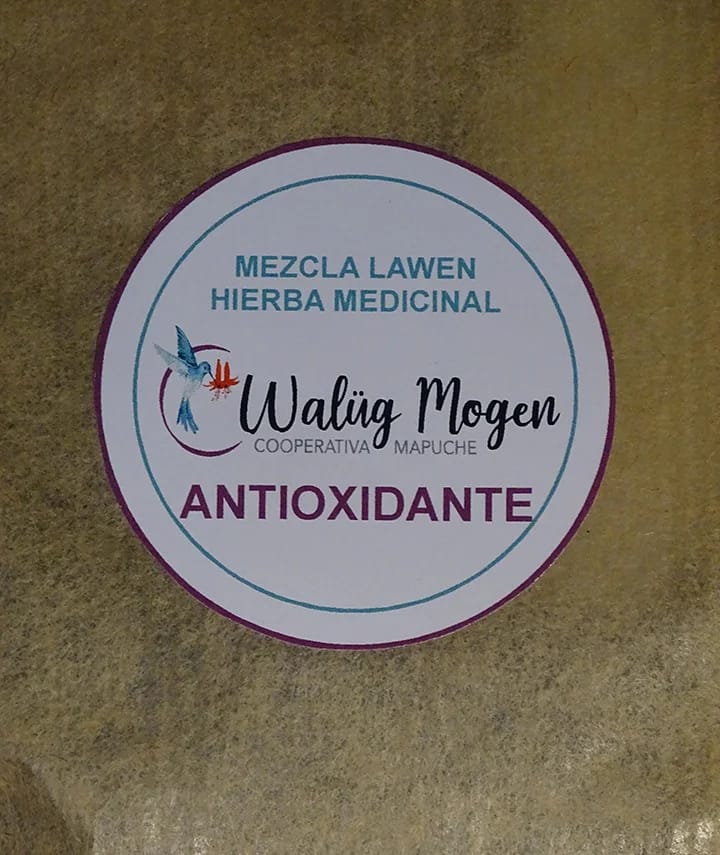 MEZCLA LAWEN
HIERBA MEDICINAL
Walüg Mogen
COOPERATIVA MAPUCHE
ANTIOXIDANTE